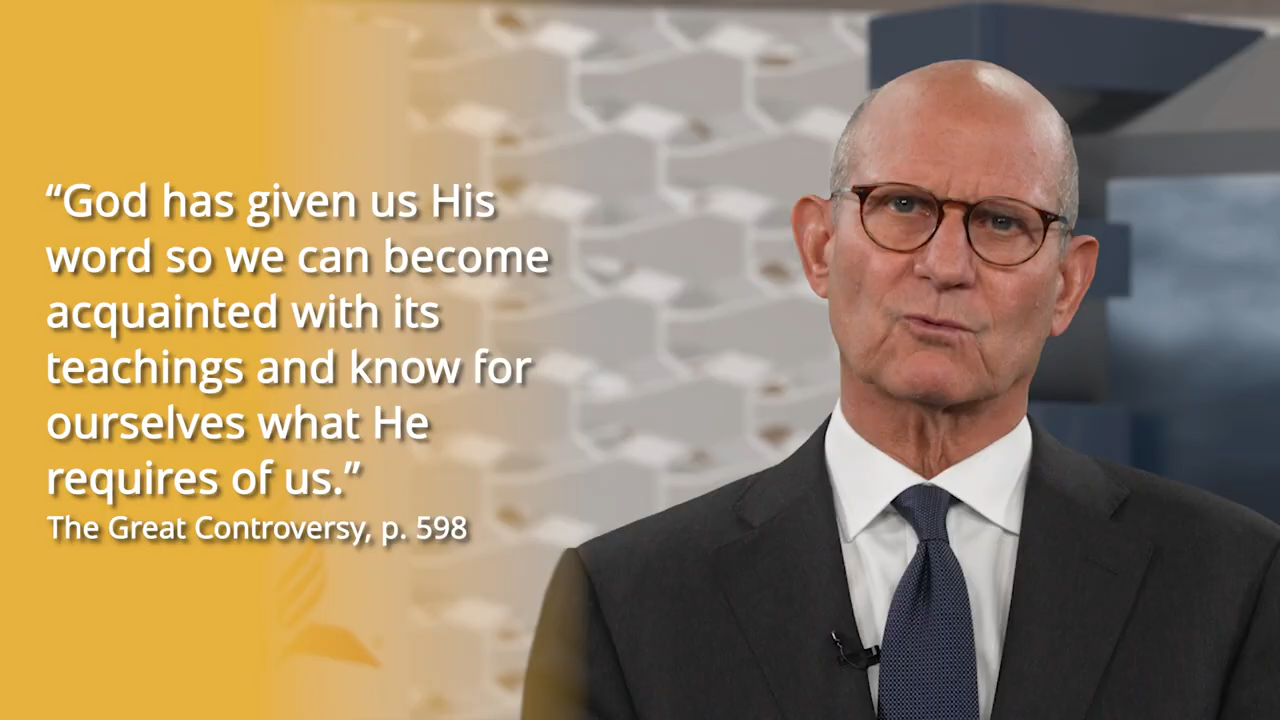 “God has given us His
word so we can become
acquainted with its
teachings and know for
ourselves what He
requires of us.”
The Great Controversy, p. 598